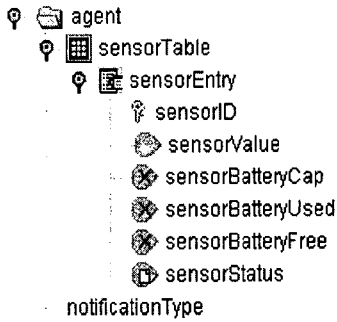 agent
sensorTable
sensorEntry
sensorID
sensorValue
sensorBatteryCap
sensorBatteryUsed
sensorBatteryFree
sensorStatus
notificationType